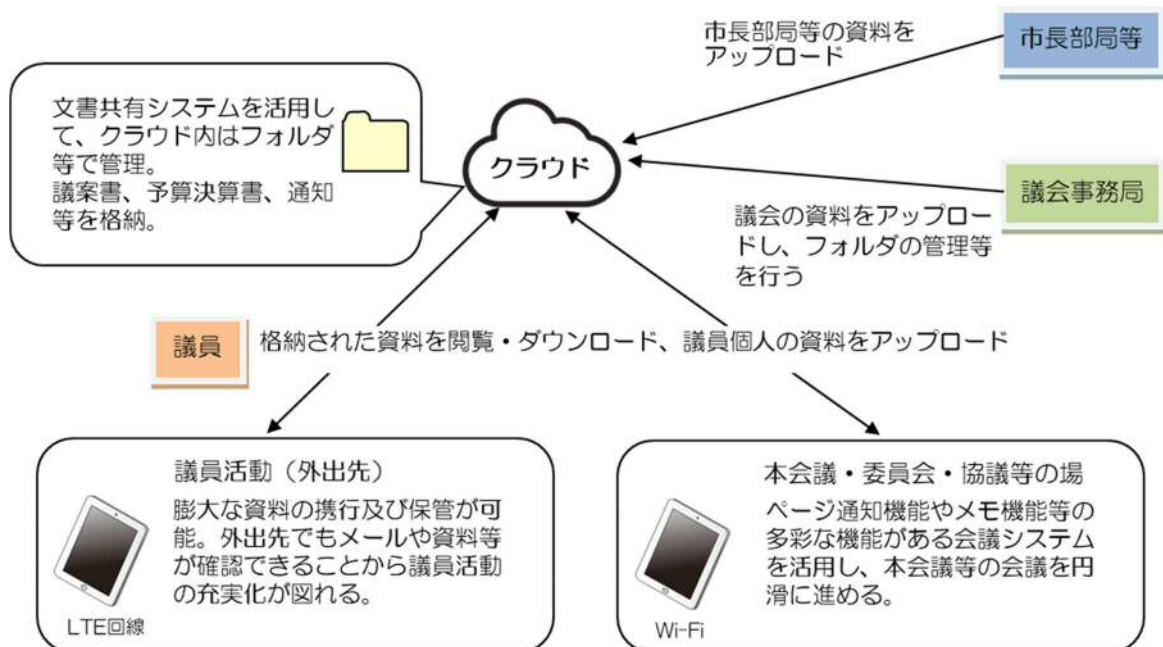 市長部局等の資料を
アップロード
市長部局等
文書共有システムを活用し
て、クラウド内はフォルダ
等で管理。
議案書、予算決算書、通知
等を格納。
クラウド
議会事務局
議会の資料をアップロー
ドし、フォルダの管理等
を行う
議員
格納された資料を閲覧・ダウンロード、議員個人の資料をアップロード
議員活動（外出先）
膨大な資料の携行及び保管が可
能。外出先でもメールや資料等
が確認できることから議員活動
の充実化が図れる。
LTE回線
本会議・委員会・協議等の場
ページ通知機能やメモ機能等の
多彩な機能がある会議システム
を活用し、本会議等の会議を円
滑に進める。
Wi-Fi